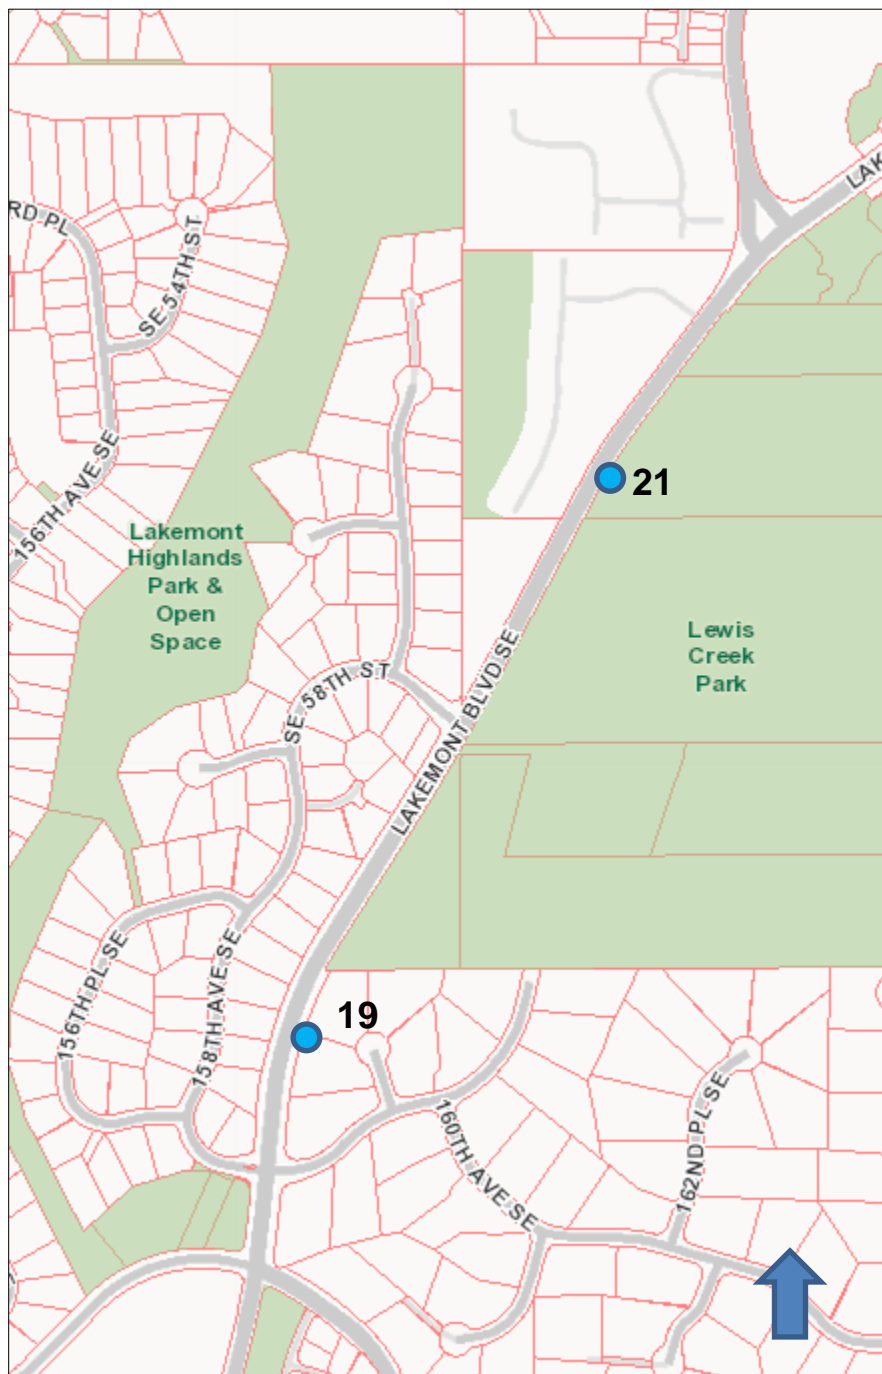 LAK
RD PL
SE 54TH ST
156TH AVE SE
21
Lakemont
Highlands
Park &
Open
Space
Lewis
Creek
Park
SE 58TH ST
LAKEMONT BLVD SE
156TH PL SE
158TH AVE SE
19
160TH AVE SE
162ND PL SE